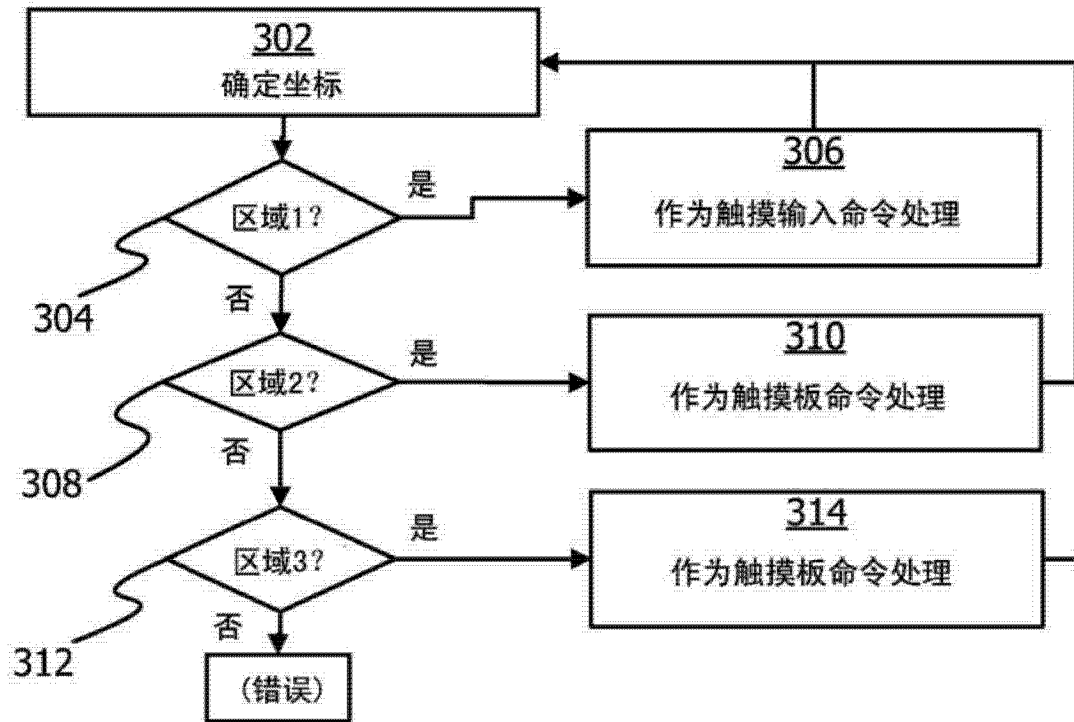 302
确定坐标
是
306
区域1？
作为触摸输入命令处理
304
否
是
310
区域2？
作为触摸板命令处理
308
否
是
314
区域3？
作为触摸板命令处理
312
否
(错误)